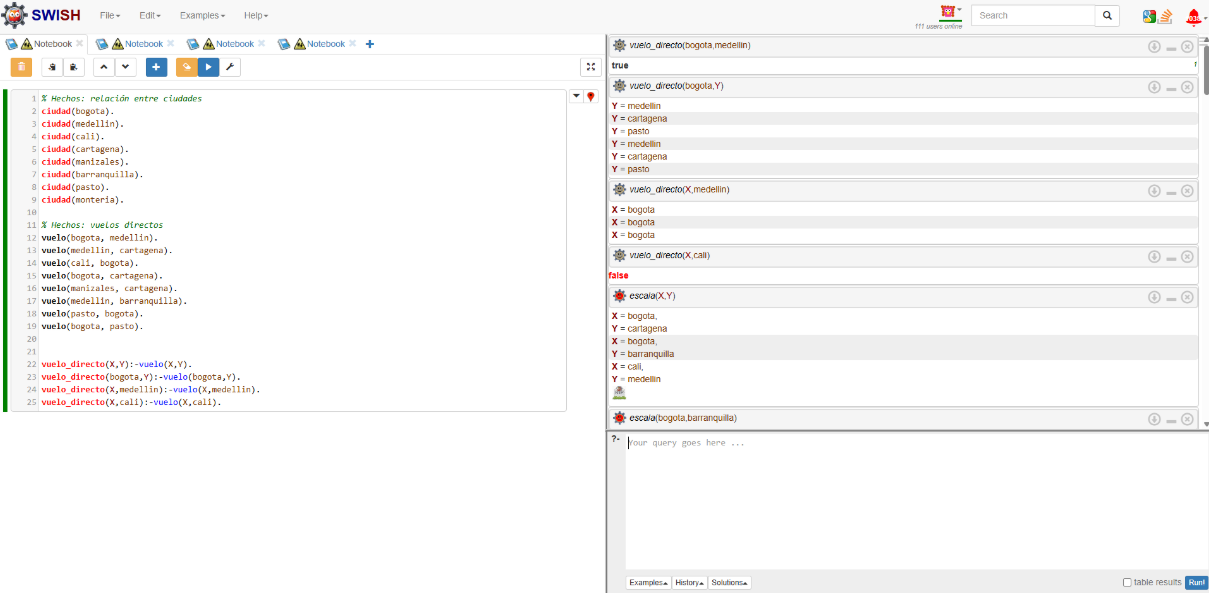 SWISH File Edit Examples Help 111 users online Search
Notebook Notebook Notebook Notebook
1 % Hechos: relación entre ciudades
2 ciudad(bogota).
3 ciudad(medellin).
4 ciudad(cali).
5 ciudad(cartagena).
6 ciudad(manizales).
7 ciudad(barranquilla).
8 ciudad(pasto).
9 ciudad(monteria).
10
11 % Hechos: vuelos directos
12 vuelo(bogota, medellin).
13 vuelo(medellin, cartagena).
14 vuelo(cali, bogota).
15 vuelo(bogota, cartagena).
16 vuelo(manizales, cartagena).
17 vuelo(medellin, barranquilla).
18 vuelo(pasto, bogota).
19 vuelo(bogota, pasto).
20
21
22 vuelo_directo(X,Y):-vuelo(X,Y).
23 vuelo_directo(bogota,Y):-vuelo(bogota,Y).
24 vuelo_directo(X,medellin):-vuelo(X,medellin).
25 vuelo_directo(X,cali):-vuelo(X,cali).
vuelo_directo(bogota,medellin)
true 1
vuelo_directo(bogota,Y)
Y = medellin
Y = cartagena
Y = pasto
Y = medellin
Y = cartagena
Y = pasto
vuelo_directo(X,medellin)
X = bogota
X = bogota
X = bogota
vuelo_directo(X,cali)
false
escala(X,Y)
X = bogota,
Y = cartagena
X = bogota,
Y = barranquilla
X = cali,
Y = medellin
escala(bogota,barranquilla)
?- Your query goes here ...
Examples History Solutions table results Run!